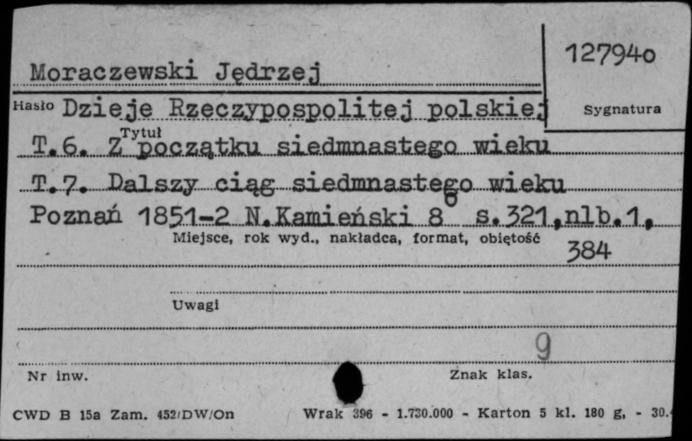 127940
Moraczewski Jędrzej
Hasło Dzieje Rzeczypospolitej polskiej
Sygnatura
Tytuł
T.6. Z początku siedmnastego wieku
T.7. Dalszy ciąg siedmnastego wieku
Poznań 1851-2 N.Kamieński 8° s.321,nlb.1,
Miejsce, rok wyd., nakładca, format, objętość
384
Uwagi
9
Nr inw.
Znak klas.
CWD B 15a Zam. 452/DW/On Wrak 396 - 1.730.000 - Karton 5 kl. 180 g, - 30.